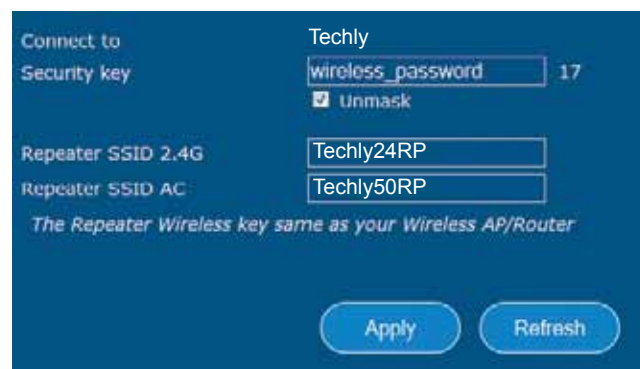 Connect to Techly
Security key wireless_password 17
Unmask
Repeater SSID 2.4G Techly24RP
Repeater SSID AC Techly50RP
The Repeater Wireless key same as your Wireless AP/Router
Apply Refresh